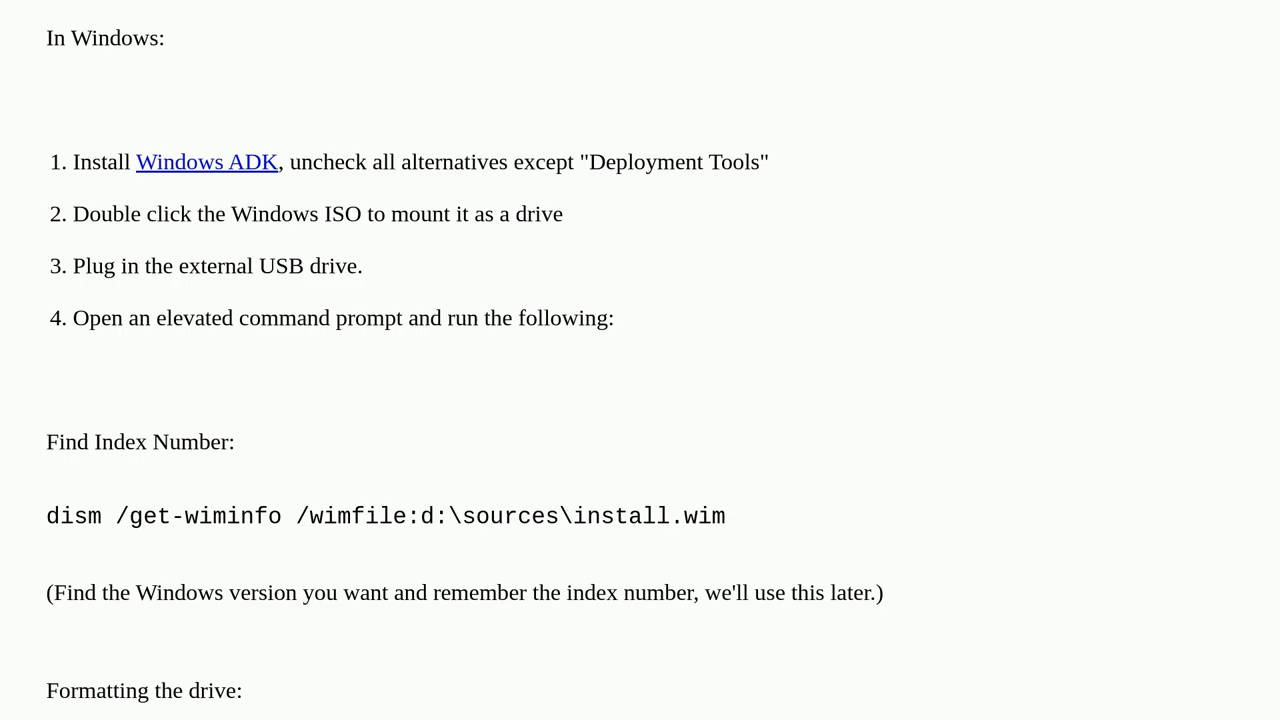 In Windows:
1. Install Windows ADK, uncheck all alternatives except "Deployment Tools"
2. Double click the Windows ISO to mount it as a drive
3. Plug in the external USB drive.
4. Open an elevated command prompt and run the following:
Find Index Number:
dism /get-wiminfo /wimfile:d:\sources\install.wim
(Find the Windows version you want and remember the index number, we'll use this later.)
Formatting the drive: